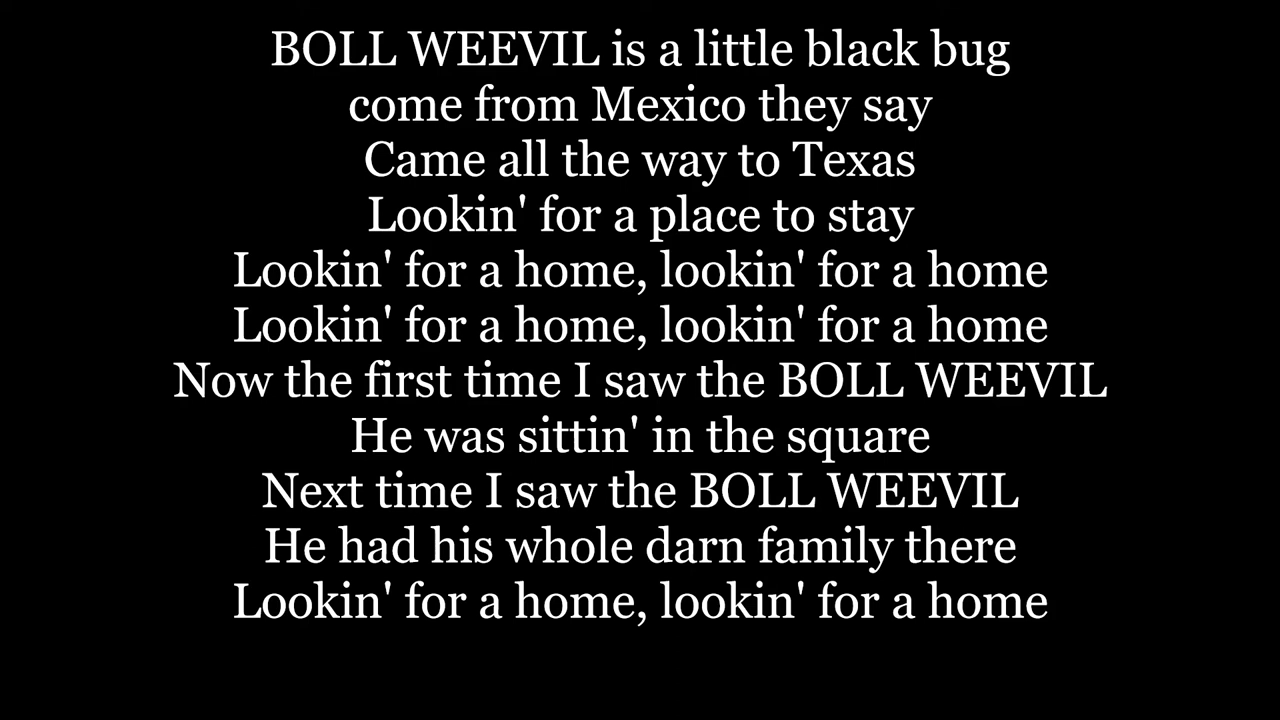 BOLL WEEVIL is a little black bug
come from Mexico they say
Came all the way to Texas
Lookin' for a place to stay
Lookin' for a home, lookin' for a home
Lookin' for a home, lookin' for a home
Now the first time I saw the BOLL WEEVIL
He was sittin' in the square
Next time I saw the BOLL WEEVIL
He had his whole darn family there
Lookin' for a home, lookin' for a home